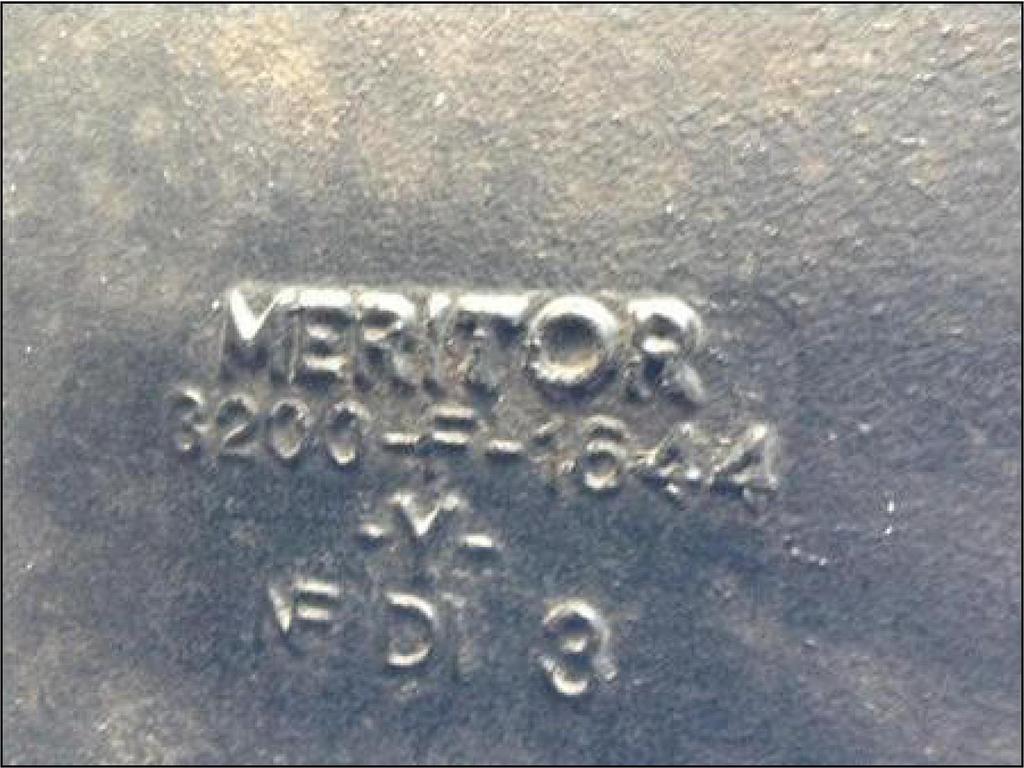 MERITOR
3200-F-1644
-V-
3